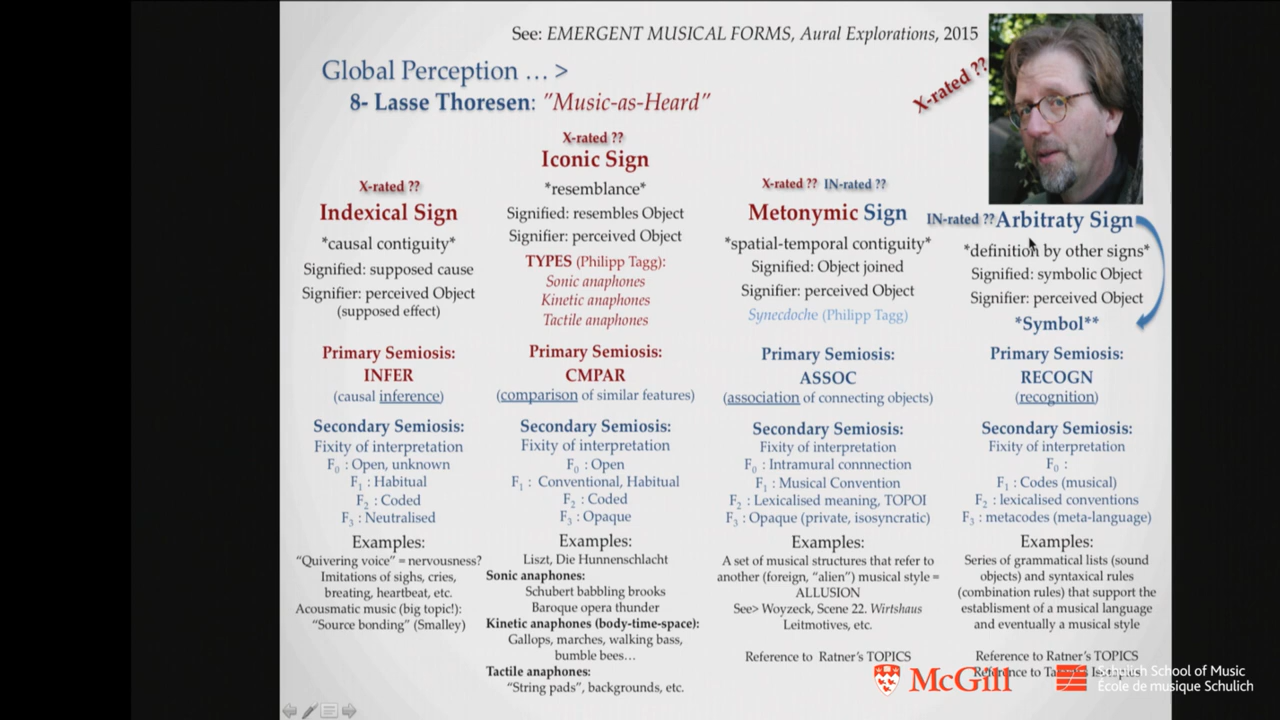 See: EMERGENT MUSICAL FORMS, Aural Explorations, 2015
Global Perception … >
8- Lasse Thoresen: ”Music-as-Heard”
X-rated ??
X-rated ??
Indexical Sign
*causal contiguity*
Signified: supposed cause
Signifier: perceived Object
(supposed effect)
Primary Semiosis:
INFER
(causal inference)
Secondary Semiosis:
Fixity of interpretation
F0 : Open, unknown
F1 : Habitual
F2 : Coded
F3 : Neutralised
Examples:
“Quivering voice” = nervousness?
Imitations of sighs, cries,
breating, heartbeat, etc.
Acousmatic music (big topic!):
“Source bonding” (Smalley)
X-rated ??
Iconic Sign
*resemblance*
Signified: resembles Object
Signifier: perceived Object
TYPES (Philipp Tagg):
Sonic anaphones
Kinetic anaphones
Tactile anaphones
Primary Semiosis:
CMPAR
(comparison of similar features)
Secondary Semiosis:
Fixity of interpretation
F0 : Open
F1 : Conventional, Habitual
F2 : Coded
F3 : Opaque
Examples:
Liszt, Die Hunnenschlacht
Sonic anaphones:
Schubert babbling brooks
Baroque opera thunder
Kinetic anaphones (body-time-space):
Gallops, marches, walking bass,
bumble bees…
Tactile anaphones:
“String pads”, backgrounds, etc.
X-rated ?? IN-rated ??
Metonymic Sign
*spatial-temporal contiguity*
Signified: Object joined
Signifier: perceived Object
Synecdoche (Philipp Tagg)
Primary Semiosis:
ASSOC
(association of connecting objects)
Secondary Semiosis:
Fixity of interpretation
F0 : Intramural connnection
F1 : Musical Convention
F2 : Lexicalised meaning, TOPOI
F3 : Opaque (private, isosyncratic)
Examples:
A set of musical structures that refer to
another (foreign, “alien”) musical style =
ALLUSION
See> Woyzeck, Scene 22. Wirtshaus
Leitmotives, etc.
Reference to Ratner’s TOPICS
IN-rated ?? Arbitraty Sign
*definition by other signs*
Signified: symbolic Object
Signifier: perceived Object
*Symbol**
Primary Semiosis:
RECOGN
(recognition)
Secondary Semiosis:
Fixity of interpretation
F0 :
F1 : Codes (musical)
F2 : lexicalised conventions
F3 : metacodes (meta-language)
Examples:
Series of grammatical lists (sound
objects) and syntaxical rules
(combination rules) that support the
establisment of a musical language
and eventually a musical style
Reference to Ratner’s TOPICS
Reference to
McGill
Schulich School of Music
École de musique Schulich